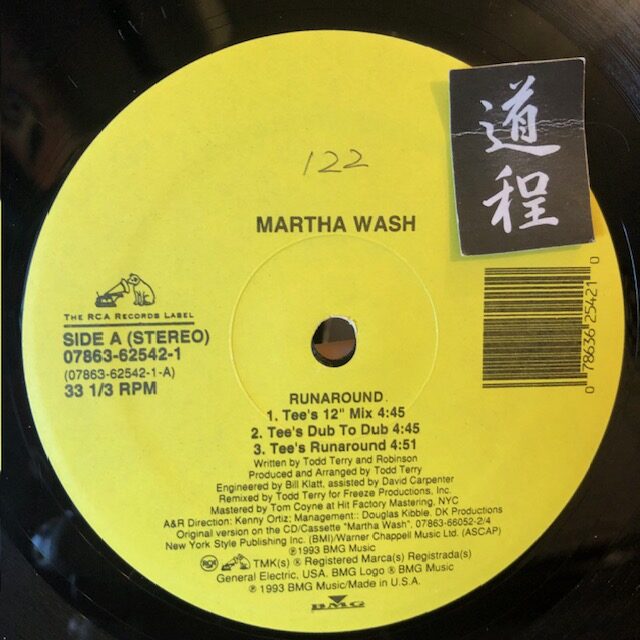 道程
122
MARTHA WASH
THE RCA RECORDS LABEL
SIDE A (STEREO)
07863-62542-1
(07863-62542-1-A)
33 1/3 RPM
0 78636 25421 0
RUNAROUND
1. Tee's 12" Mix 4:45
2. Tee's Dub To Dub 4:45
3. Tee's Runaround 4:51
Written by Todd Terry and Robinson
Produced and Arranged by Todd Terry
Engineered by Bill Klatt, assisted by David Carpenter
Remixed by Todd Terry for Freeze Productions, Inc.
Mastered by Tom Coyne at Hit Factory Mastering, NYC
A&R Direction: Kenny Ortiz; Management:: Douglas Kibble, DK Productions
Original version on the CD/Cassette "Martha Wash", 07863-66052-2/4
New York Style Publishing Inc. (BMI)/Warner Chappell Music Ltd. (ASCAP)
℗1993 BMG Music
RCA TMK(s) ® Registered Marca(s) Registrada(s)
General Electric, USA. BMG Logo ® BMG Music
℗1993 BMG Music/Made in U.S.A.
BMG